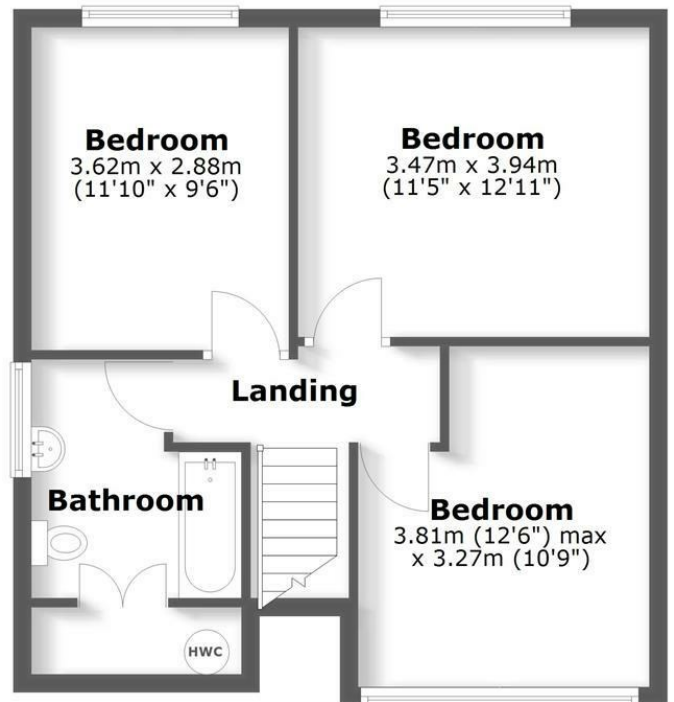 Bedroom
3.62m x 2.88m
(11'10" x 9'6")
Bedroom
3.47m x 3.94m
(11'5" x 12'11")
Landing
Bathroom
Bedroom
3.81m (12'6") max
x 3.27m (10'9")
HWC